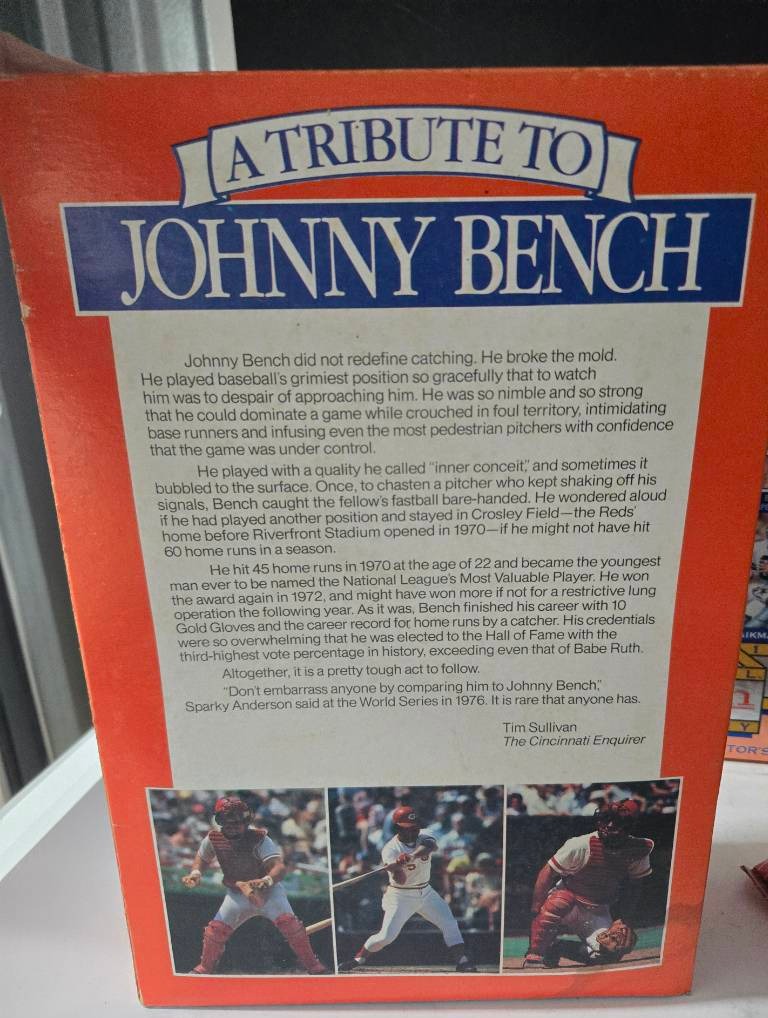 A TRIBUTE TO
JOHNNY BENCH
Johnny Bench did not redefine catching. He broke the mold.
He played baseball's grimiest position so gracefully that to watch
him was to despair of approaching him. He was so nimble and so strong
that he could dominate a game while crouched in foul territory, intimidating
base runners and infusing even the most pedestrian pitchers with confidence
that the game was under control.
He played with a quality he called "inner conceit," and sometimes it
bubbled to the surface. Once, to chasten a pitcher who kept shaking off his
signals, Bench caught the fellow's fastball bare-handed. He wondered aloud
if he had played another position and stayed in Crosley Field—the Reds'
home before Riverfront Stadium opened in 1970—if he might not have hit
60 home runs in a season.
He hit 45 home runs in 1970 at the age of 22 and became the youngest
man ever to be named the National League's Most Valuable Player. He won
the award again in 1972, and might have won more if not for a restrictive lung
operation the following year. As it was, Bench finished his career with 10
Gold Gloves and the career record for home runs by a catcher. His credentials
were so overwhelming that he was elected to the Hall of Fame with the
third-highest vote percentage in history, exceeding even that of Babe Ruth.
Altogether, it is a pretty tough act to follow.
"Don't embarrass anyone by comparing him to Johnny Bench,"
Sparky Anderson said at the World Series in 1976. It is rare that anyone has.
Tim Sullivan
The Cincinnati Enquirer